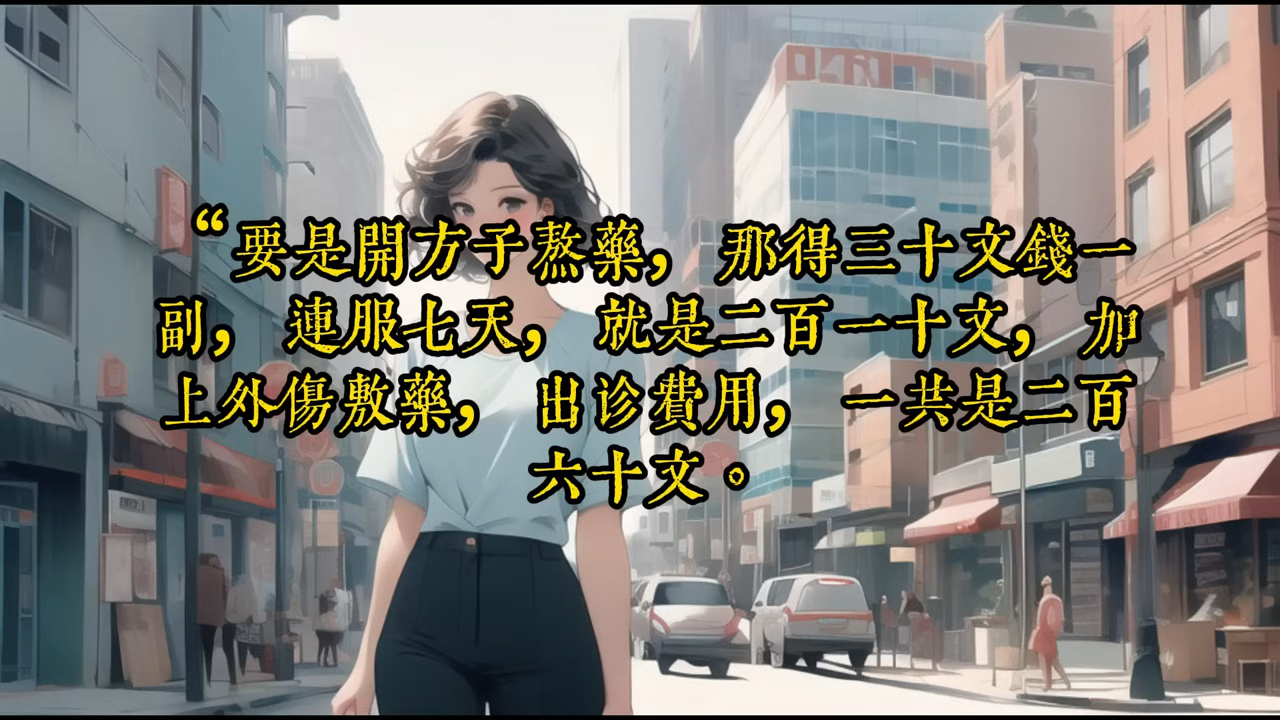 “要是開方子熬藥， 那得三十文錢一
副， 連服七天， 就是二百一十文， 加
上外傷敷藥， 出诊費用， 一共是二百
六十文。